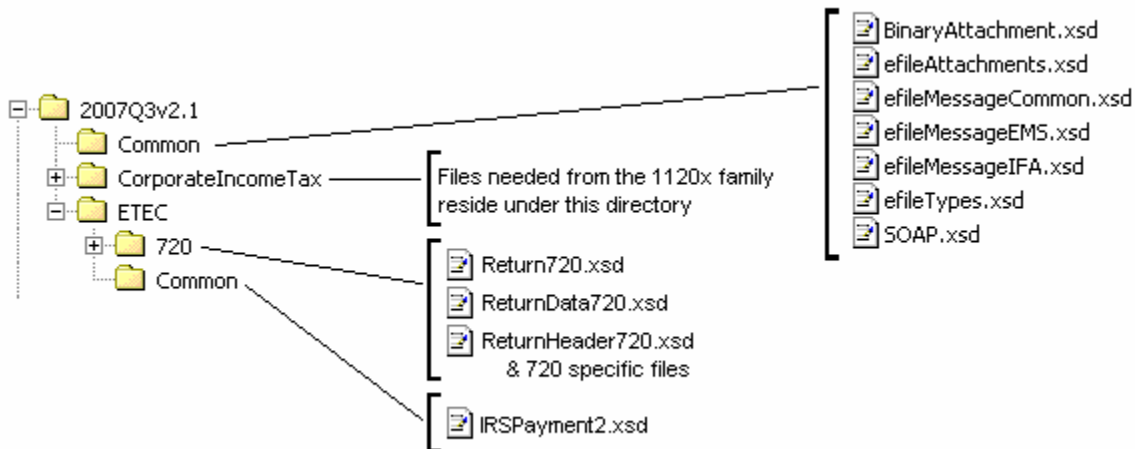 2007Q3v2.1
Common
CorporateIncomeTax
ETEC
720
Common
BinaryAttachment.xsd
efileAttachments.xsd
efileMessageCommon.xsd
efileMessageEMS.xsd
efileMessageIFA.xsd
efileTypes.xsd
SOAP.xsd
Files needed from the 1120x family
reside under this directory
Return720.xsd
ReturnData720.xsd
ReturnHeader720.xsd
& 720 specific files
IRSPayment2.xsd